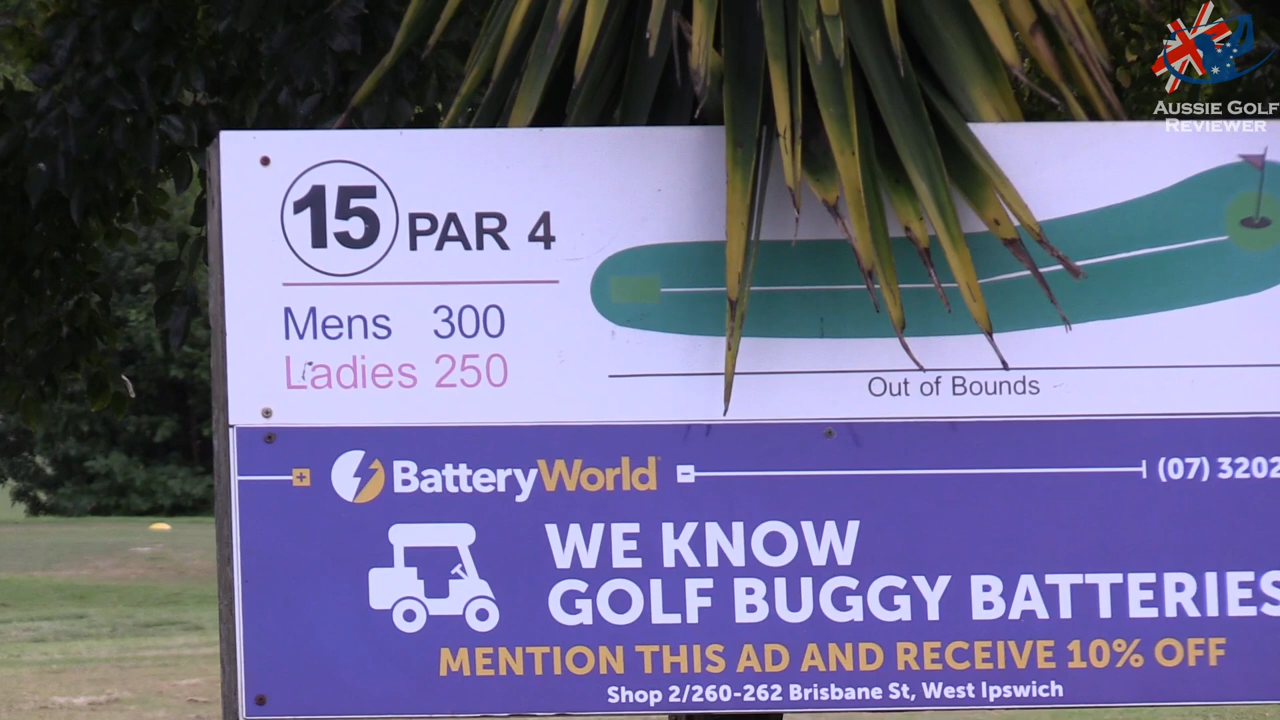 AUSSIE GOLF
REVIEWER
15 PAR 4
Mens 300
Ladies 250
Out of Bounds
BatteryWorld
(07) 3202
WE KNOW
GOLF BUGGY BATTERIES
MENTION THIS AD AND RECEIVE 10% OFF
Shop 2/260-262 Brisbane St, West Ipswich